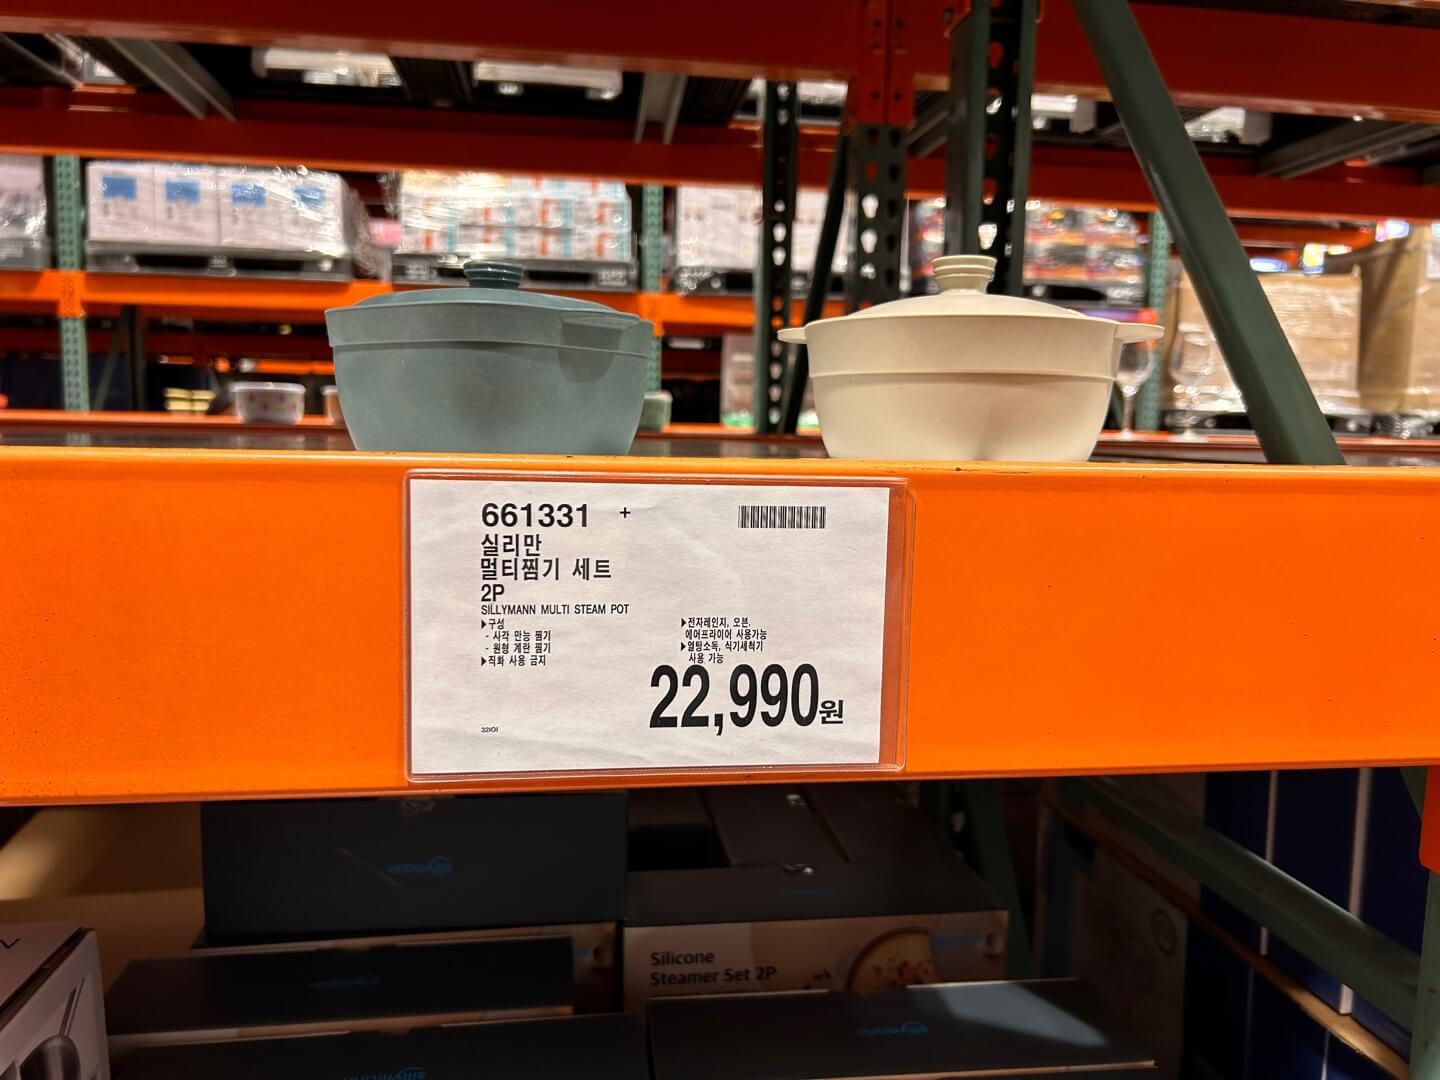 661331 +
실리만
멀티찜기 세트
2P
SILLYMANN MULTI STEAM POT
▶구성
- 사각 만능 찜기
- 원형 계란 찜기
▶직화 사용 금지
▶전자레인지, 오븐,
에어프라이어 사용가능
▶열탕소독, 식기세척기
사용 가능
22,990원
Silicone
Steamer Set 2P
sillymann